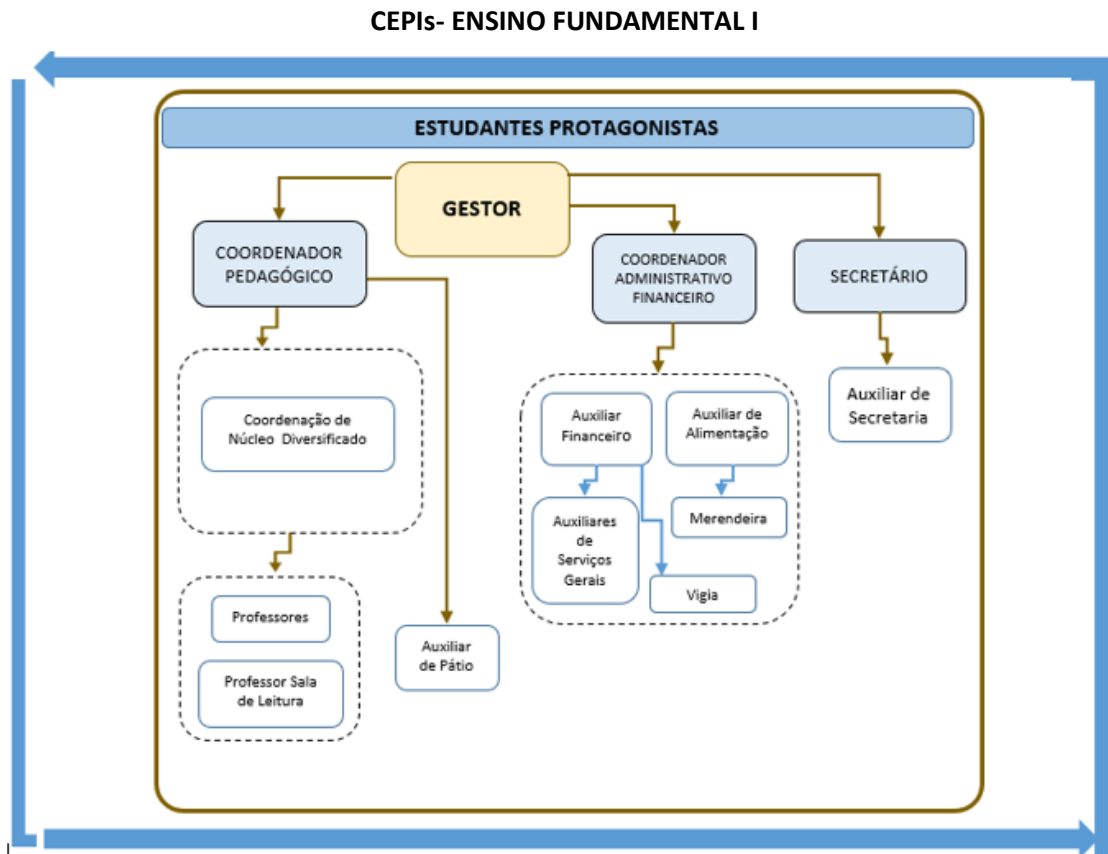 CEPIs- ENSINO FUNDAMENTAL I
ESTUDANTES PROTAGONISTAS
GESTOR
COORDENADOR
PEDAGÓGICO
COORDENADOR
ADMINISTRATIVO
FINANCEIRO
SECRETÁRIO
Coordenação de
Núcleo Diversificado
Auxiliar
Financeiro
Auxiliar de
Alimentação
Auxiliar de
Secretaria
Auxiliares
de
Serviços
Gerais
Merendeira
Vigia
Professores
Professor Sala
de Leitura
Auxiliar
de Pátio